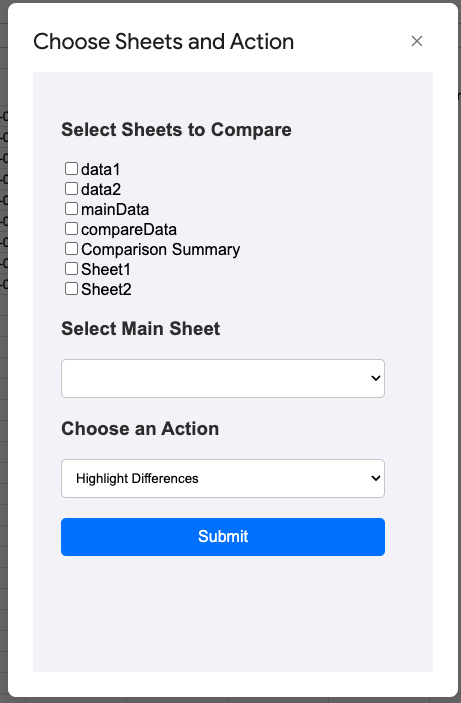 Choose Sheets and Action
Select Sheets to Compare
data1
data2
mainData
compareData
Comparison Summary
Sheet1
Sheet2
Select Main Sheet
Choose an Action
Highlight Differences
Submit